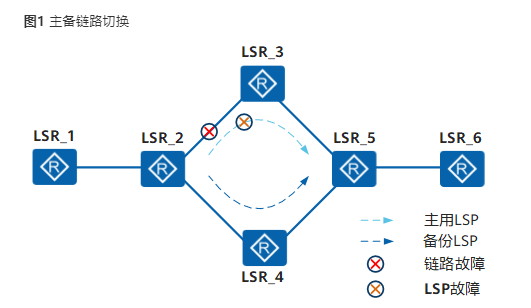 图1 主备链路切换
LSR_3
R
LSR_1
R
LSR_2
R
LSR_5
R
LSR_6
R
R
LSR_4
主用LSP
备份LSP
链路故障
LSP故障